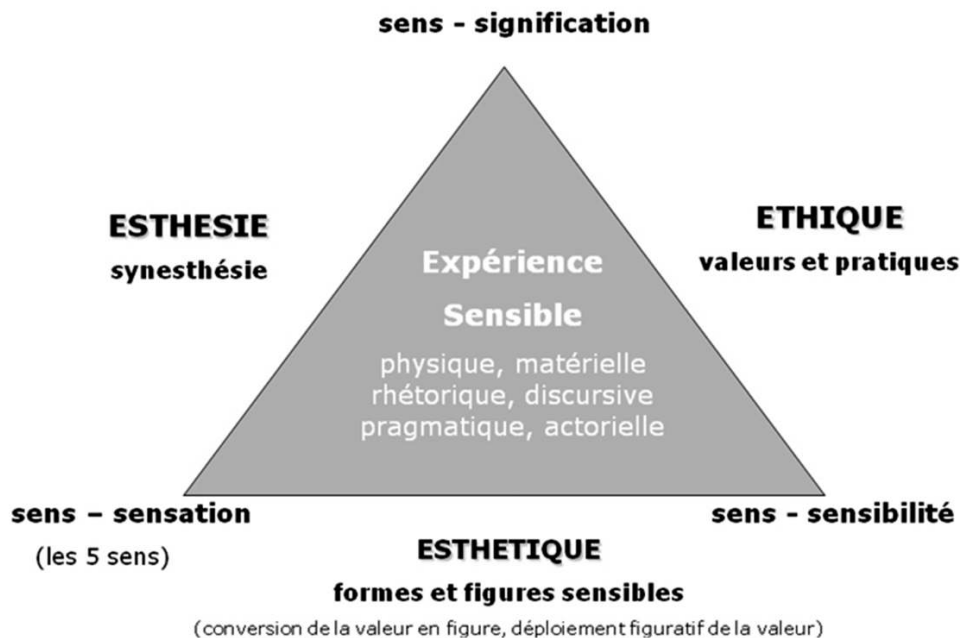 sens - signification
ESTHESIE
synesthésie
ETHIQUE
valeurs et pratiques
Expérience
Sensible
physique, matérielle
rhétorique, discursive
pragmatique, actorielle
sens – sensation
(les 5 sens)
sens - sensibilité
ESTHETIQUE
formes et figures sensibles
(conversion de la valeur en figure, déploiement figuratif de la valeur)